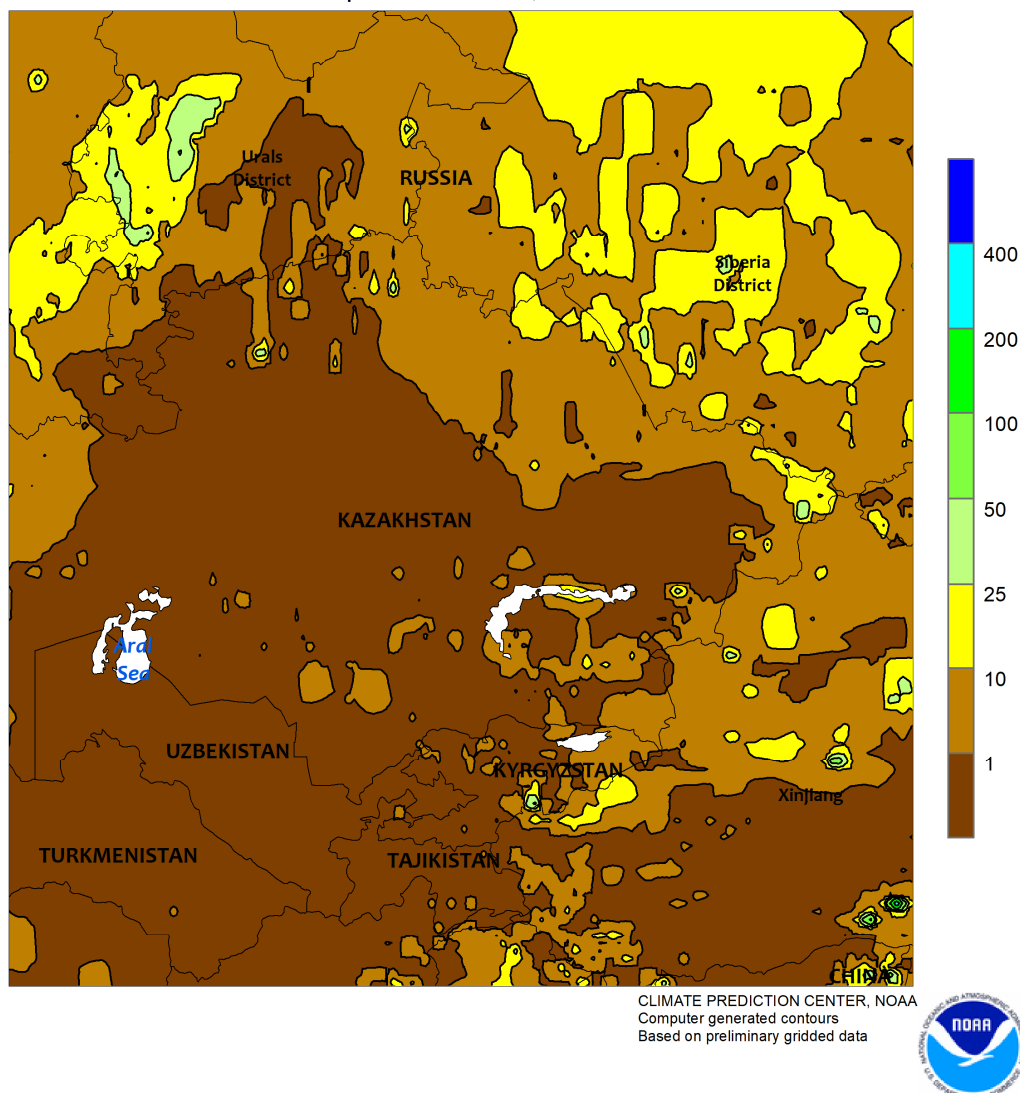 Urals
District
RUSSIA
Siberia
District
KAZAKHSTAN
Aral
Sea
UZBEKISTAN
KYRGYZSTAN
Xinjiang
TURKMENISTAN
TAJIKISTAN
CHINA
400
200
100
50
25
10
1
CLIMATE PREDICTION CENTER, NOAA
Computer generated contours
Based on preliminary gridded data
NOAA